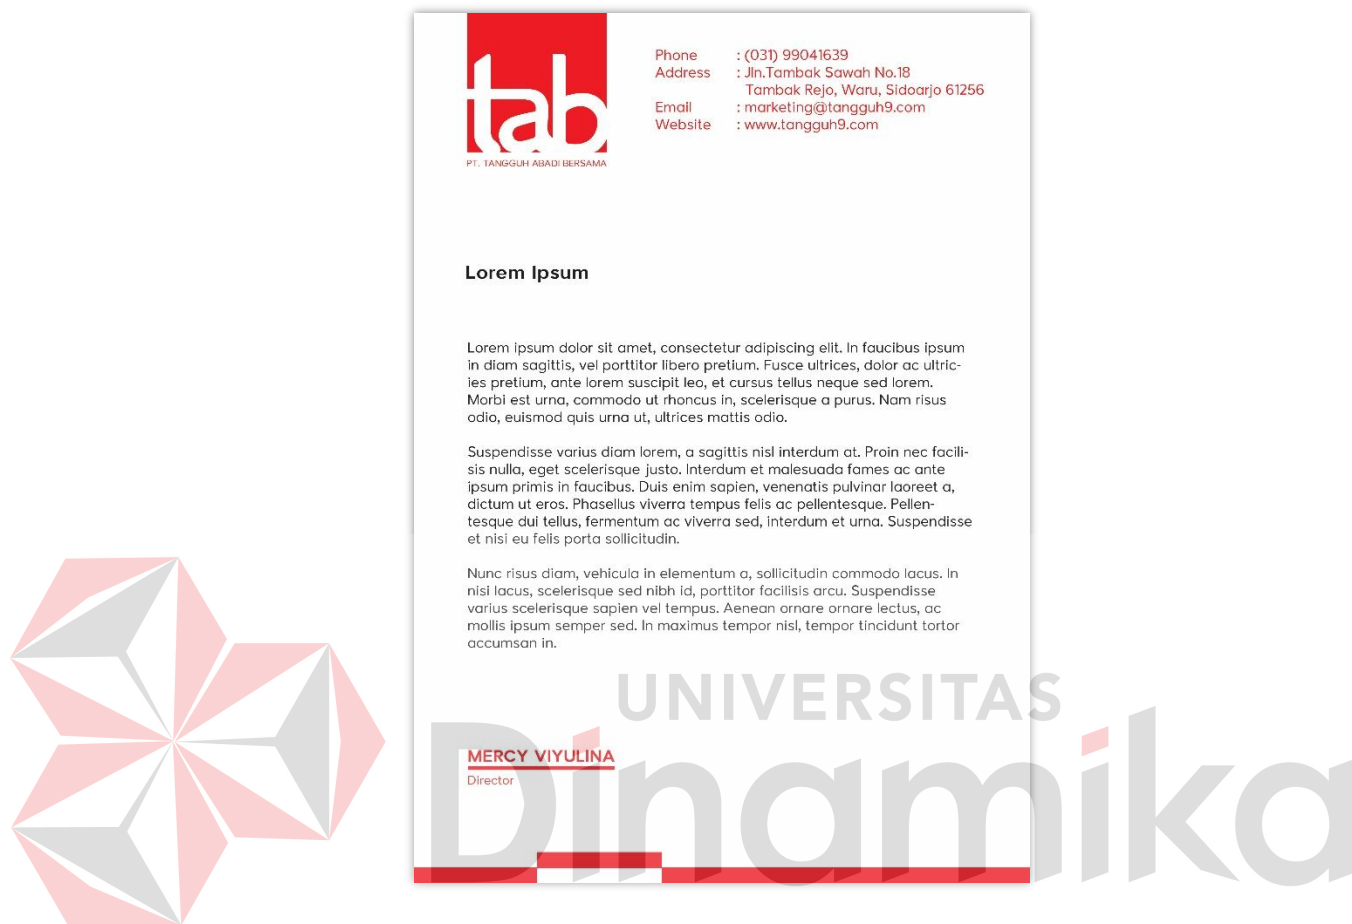 tab
PT. TANGGUH ABADI BERSAMA
Phone : (031) 99041639
Address : Jln.Tambak Sawah No.18
Tambak Rejo, Waru, Sidoarjo 61256
Email : marketing@tangguh9.com
Website : www.tangguh9.com
Lorem Ipsum
Lorem ipsum dolor sit amet, consectetur adipiscing elit. In faucibus ipsum
in diam sagittis, vel porttitor libero pretium. Fusce ultrices, dolor ac ultric-
ies pretium, ante lorem suscipit leo, et cursus tellus neque sed lorem.
Morbi est urna, commodo ut rhoncus in, scelerisque a purus. Nam risus
odio, euismod quis urna ut, ultrices mattis odio.
Suspendisse varius diam lorem, a sagittis nisl interdum at. Proin nec facili-
sis nulla, eget scelerisque justo. Interdum et malesuada fames ac ante
ipsum primis in faucibus. Duis enim sapien, venenatis pulvinar laoreet a,
dictum ut eros. Phasellus viverra tempus felis ac pellentesque. Pellen-
tesque dui tellus, fermentum ac viverra sed, interdum et urna. Suspendisse
et nisi eu felis porta sollicitudin.
Nunc risus diam, vehicula in elementum a, sollicitudin commodo lacus. In
nisi lacus, scelerisque sed nibh id, porttitor facilisis arcu. Suspendisse
varius scelerisque sapien vel tempus. Aenean ornare ornare lectus, ac
mollis ipsum semper sed. In maximus tempor nisl, tempor tincidunt tortor
accumsan in.
UNIVERSITAS
Dinamika
MERCY VIYULINA
Director